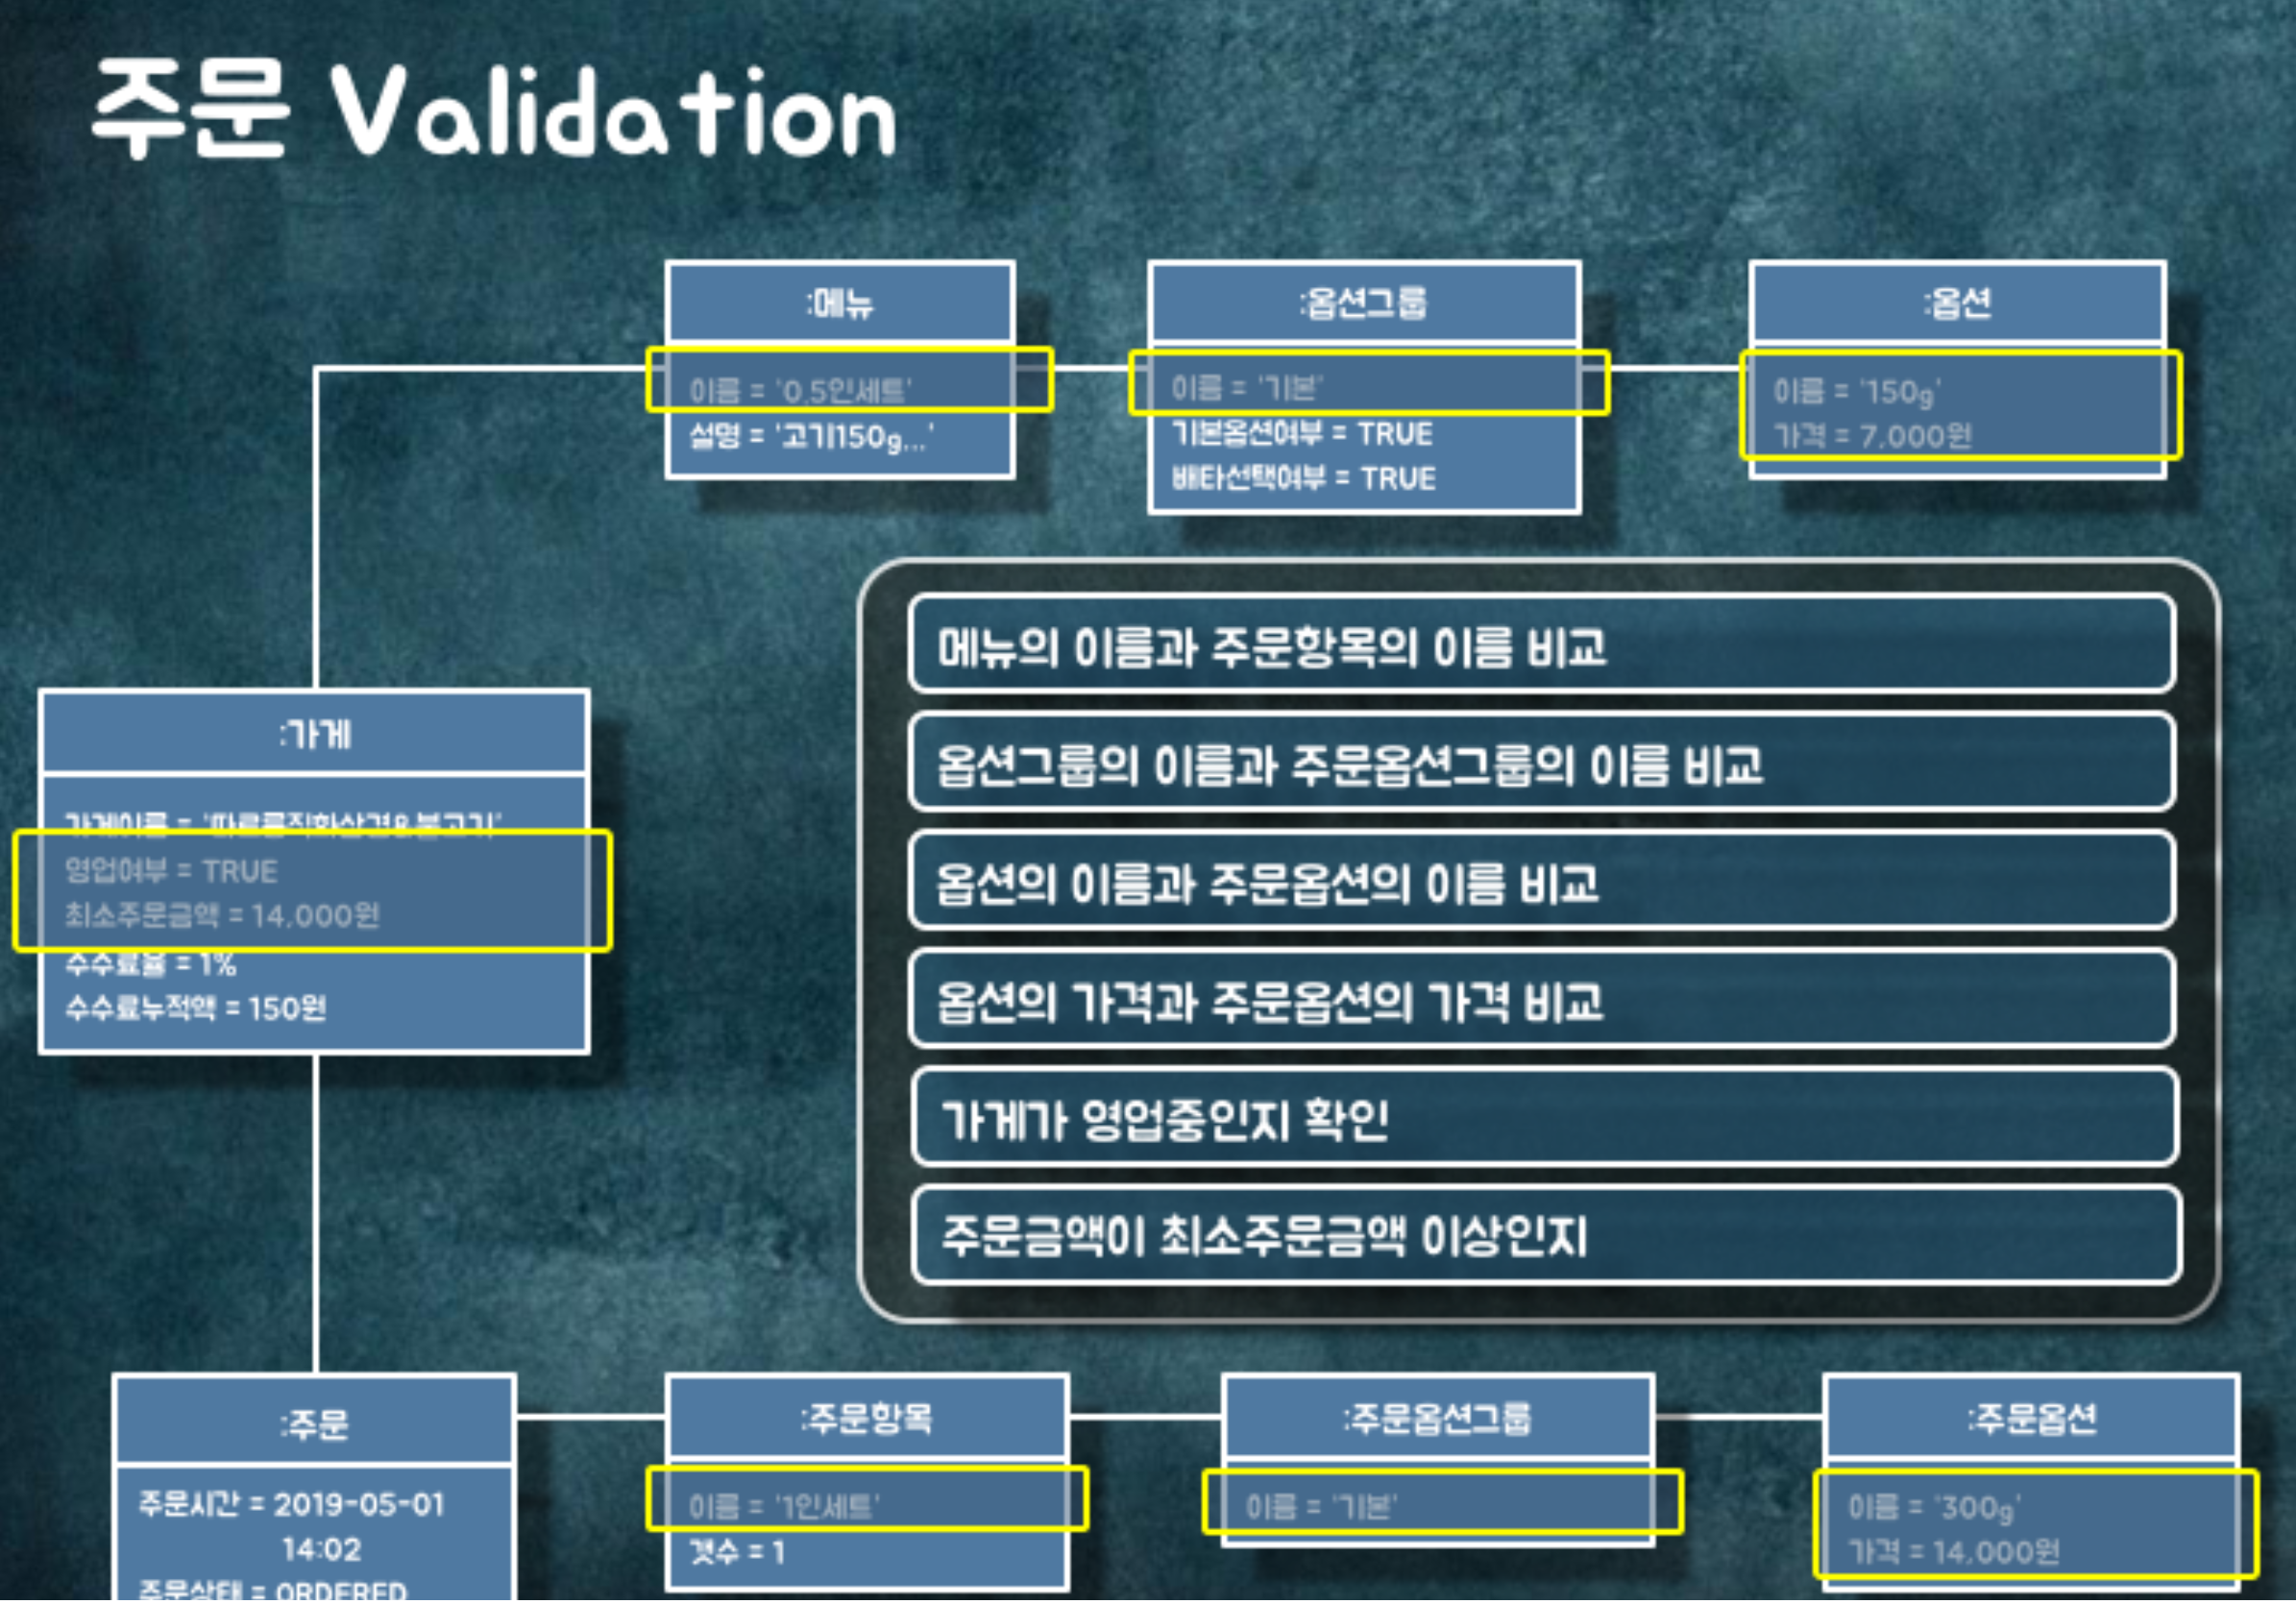 주문 Validation
:메뉴
이름 = '0.5인세트'
설명 = '고기150g...'
:옵션그룹
이름 = '기본'
기본옵션여부 = TRUE
배타선택여부 = TRUE
:옵션
이름 = '150g'
가격 = 7,000원
:가게
가게이름 =
영업여부 = TRUE
최소주문금액 = 14,000원
수수료율 = 1%
수수료누적액 = 150원
메뉴의 이름과 주문항목의 이름 비교
옵션그룹의 이름과 주문옵션그룹의 이름 비교
옵션의 이름과 주문옵션의 이름 비교
옵션의 가격과 주문옵션의 가격 비교
가게가 영업중인지 확인
주문금액이 최소주문금액 이상인지
:주문
주문시간 = 2019-05-01
14:02
주문상태 = ORDERED
:주문항목
이름 = '1인세트'
갯수 = 1
:주문옵션그룹
이름 = '기본'
:주문옵션
이름 = '300g'
가격 = 14,000원